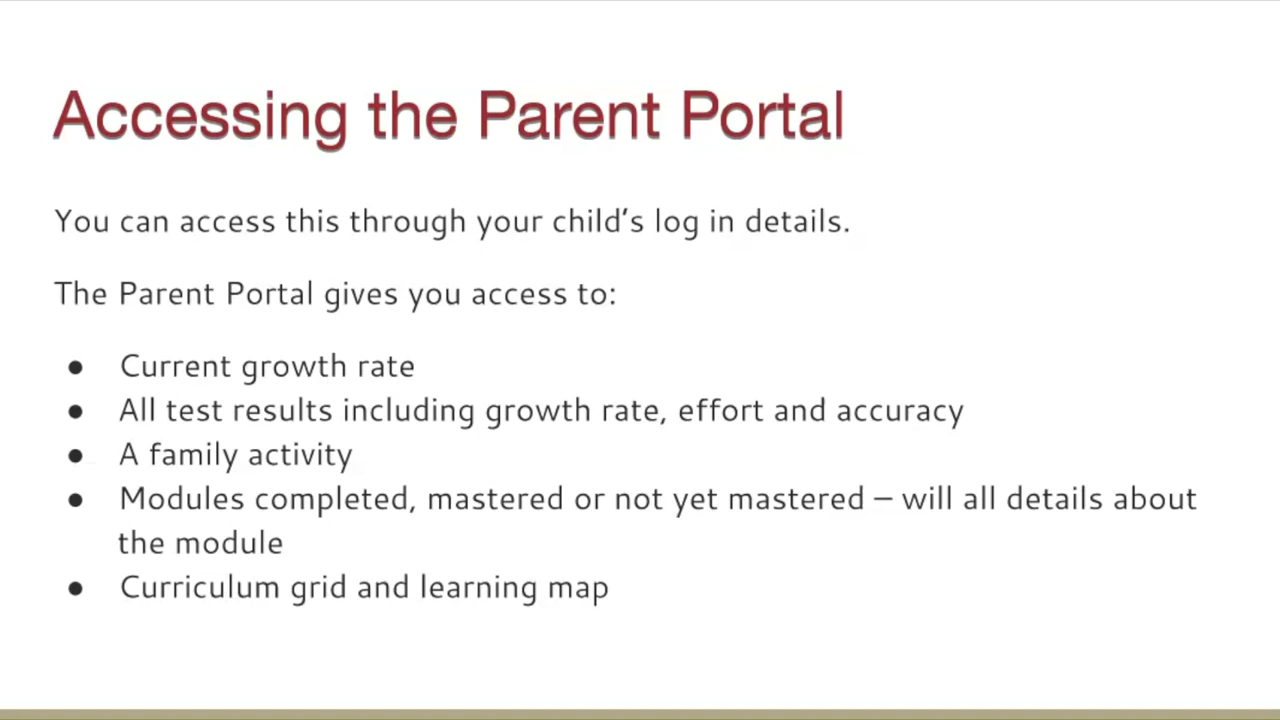 Accessing the Parent Portal
You can access this through your child's log in details.
The Parent Portal gives you access to:
● Current growth rate
● All test results including growth rate, effort and accuracy
● A family activity
● Modules completed, mastered or not yet mastered – will all details about
the module
● Curriculum grid and learning map